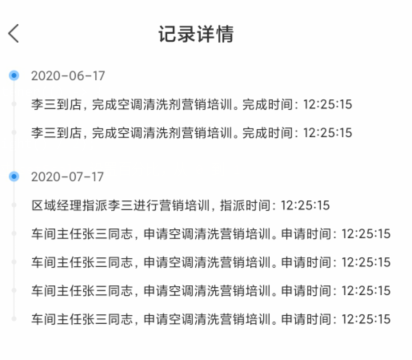 记录详情
2020-06-17
李三到店，完成空调清洗剂营销培训。完成时间：12:25:15
李三到店，完成空调清洗剂营销培训。完成时间：12:25:15
2020-07-17
区域经理指派李三进行营销培训，指派时间：12:25:15
车间主任张三同志，申请空调清洗营销培训。申请时间：12:25:15
车间主任张三同志，申请空调清洗营销培训。申请时间：12:25:15
车间主任张三同志，申请空调清洗营销培训。申请时间：12:25:15
车间主任张三同志，申请空调清洗营销培训。申请时间：12:25:15